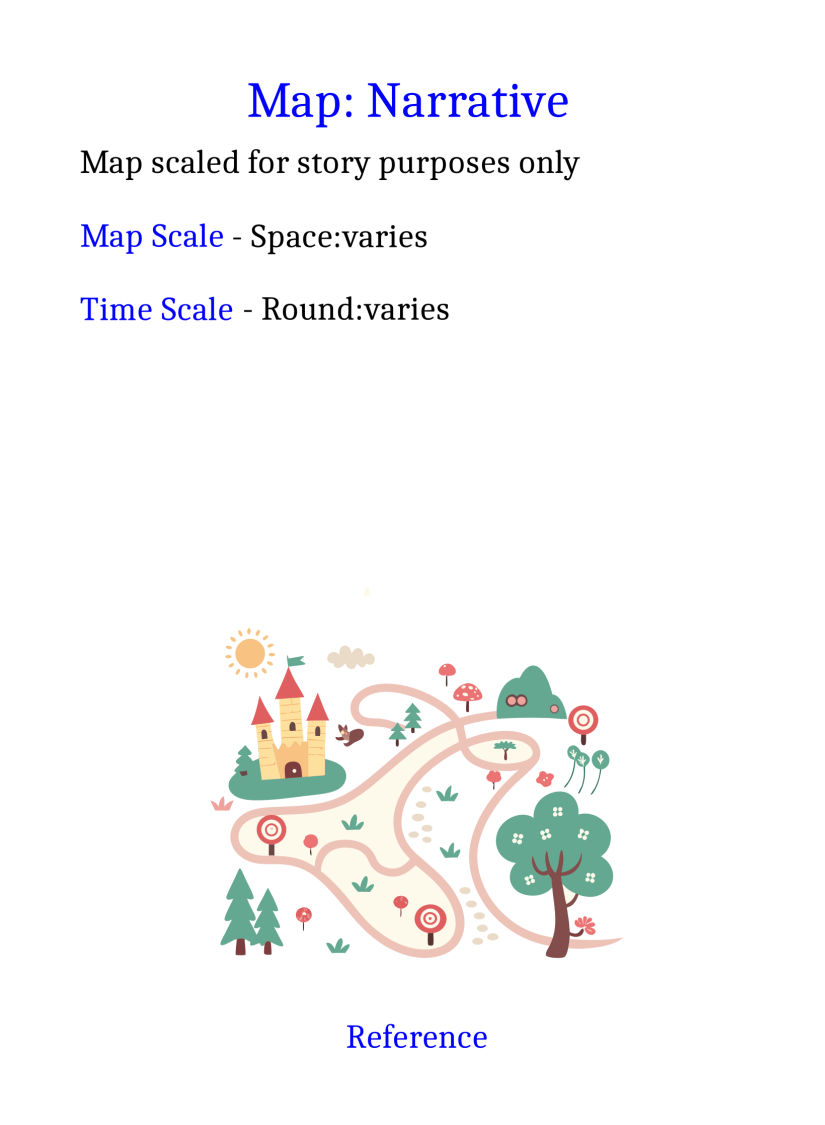 Map: Narrative
Map scaled for story purposes only
Map Scale - Space:varies
Time Scale - Round:varies
Reference